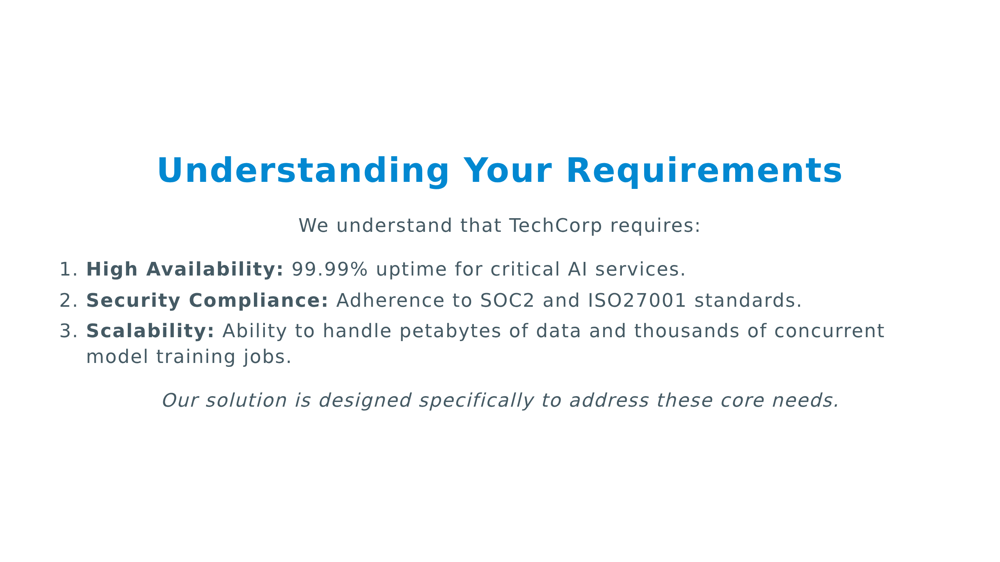 Understanding Your Requirements
We understand that TechCorp requires:
1. High Availability: 99.99% uptime for critical AI services.
2. Security Compliance: Adherence to SOC2 and ISO27001 standards.
3. Scalability: Ability to handle petabytes of data and thousands of concurrent
model training jobs.
Our solution is designed specifically to address these core needs.